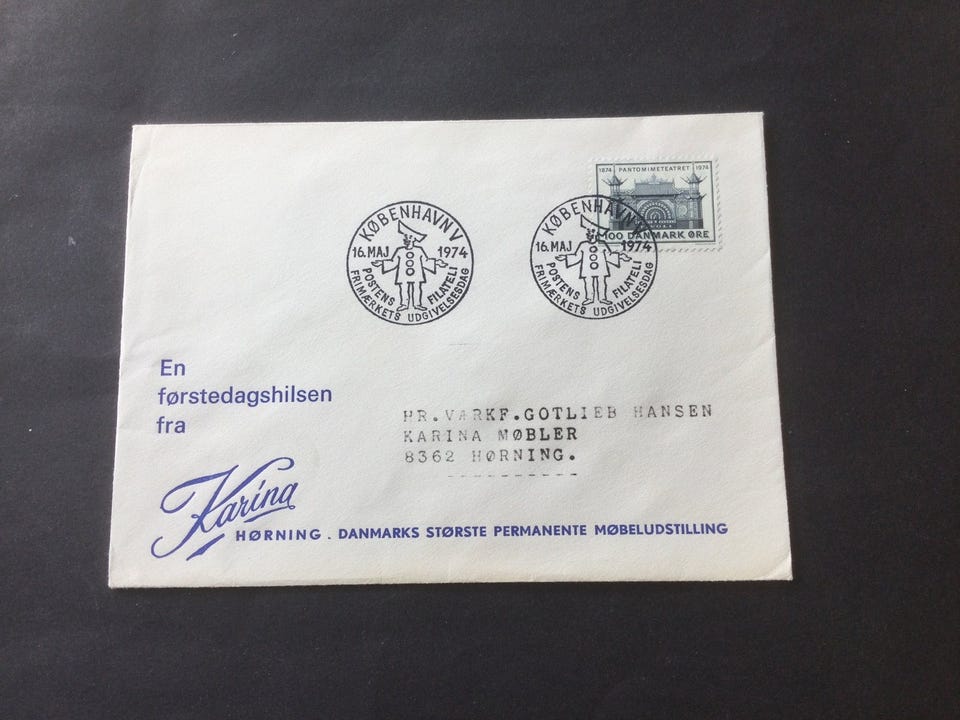 1874 PANTOMIMETEATRET 1974
100 DANMARK ØRE
KØBENHAVN V
16. MAJ 1974
POSTENS FILATELI
FRIMÆRKETS UDGIVELSESDAG
KØBENHAVN V
16. MAJ 1974
POSTENS FILATELI
FRIMÆRKETS UDGIVELSESDAG
En
førstedagshilsen
fra
Karina
HØRNING . DANMARKS STØRSTE PERMANENTE MØBELUDSTILLING
HR.VARKF.GOTLIEB HANSEN
KARINA MØBLER
8362 HØRNING.